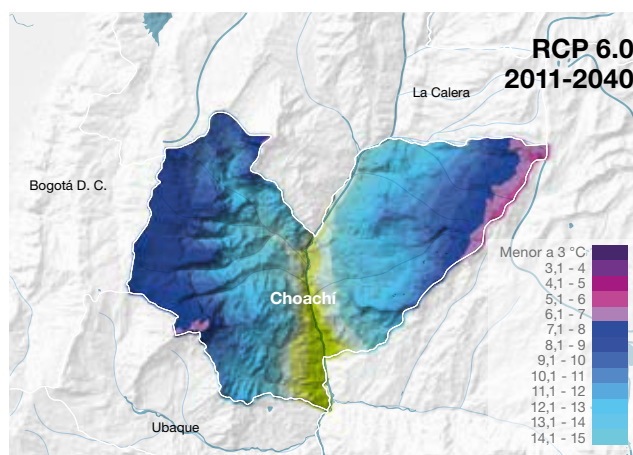 RCP 6.0
2011-2040
La Calera
Bogotá D. C.
Choachí
Ubaque
Menor a 3 °C
3,1 - 4
4,1 - 5
5,1 - 6
6,1 - 7
7,1 - 8
8,1 - 9
9,1 - 10
10,1 - 11
11,1 - 12
12,1 - 13
13,1 - 14
14,1 - 15